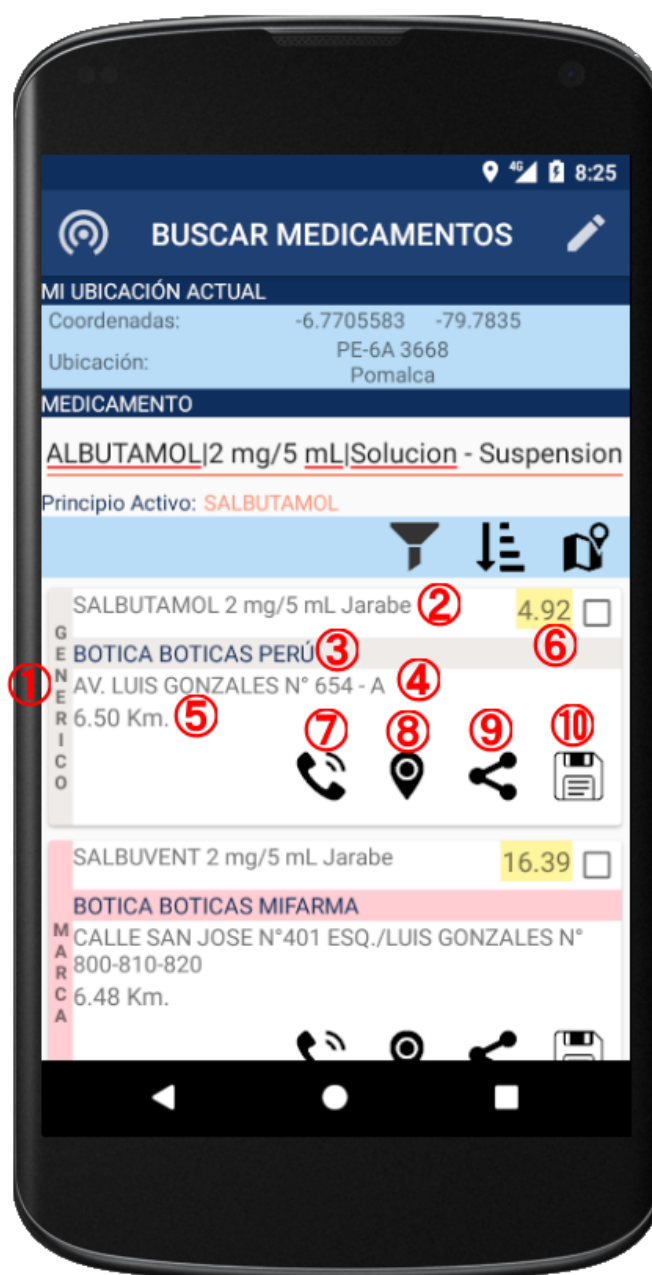 4G 8:25
BUSCAR MEDICAMENTOS
MI UBICACIÓN ACTUAL
Coordenadas: -6.7705583 -79.7835
Ubicación: PE-6A 3668
Pomalca
MEDICAMENTO
ALBUTAMOL|2 mg/5 mL|Solucion - Suspension
Principio Activo: SALBUTAMOL
SALBUTAMOL 2 mg/5 mL Jarabe ② 4.92
GENERICO
①
BOTICA BOTICAS PERÚ ③ ⑥
AV. LUIS GONZALES N° 654 - A ④
6.50 Km. ⑤ ⑦ ⑧ ⑨ ⑩
SALBUVENT 2 mg/5 mL Jarabe 16.39
MARCA
BOTICA BOTICAS MIFARMA
CALLE SAN JOSE N°401 ESQ./LUIS GONZALES N°
800-810-820
6.48 Km.